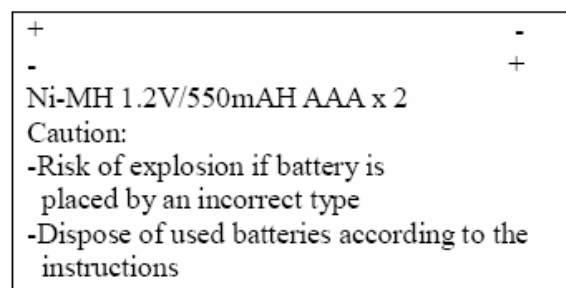 + -
- +
Ni-MH 1.2V/550mAH AAA x 2
Caution:
-Risk of explosion if battery is
placed by an incorrect type
-Dispose of used batteries according to the
instructions